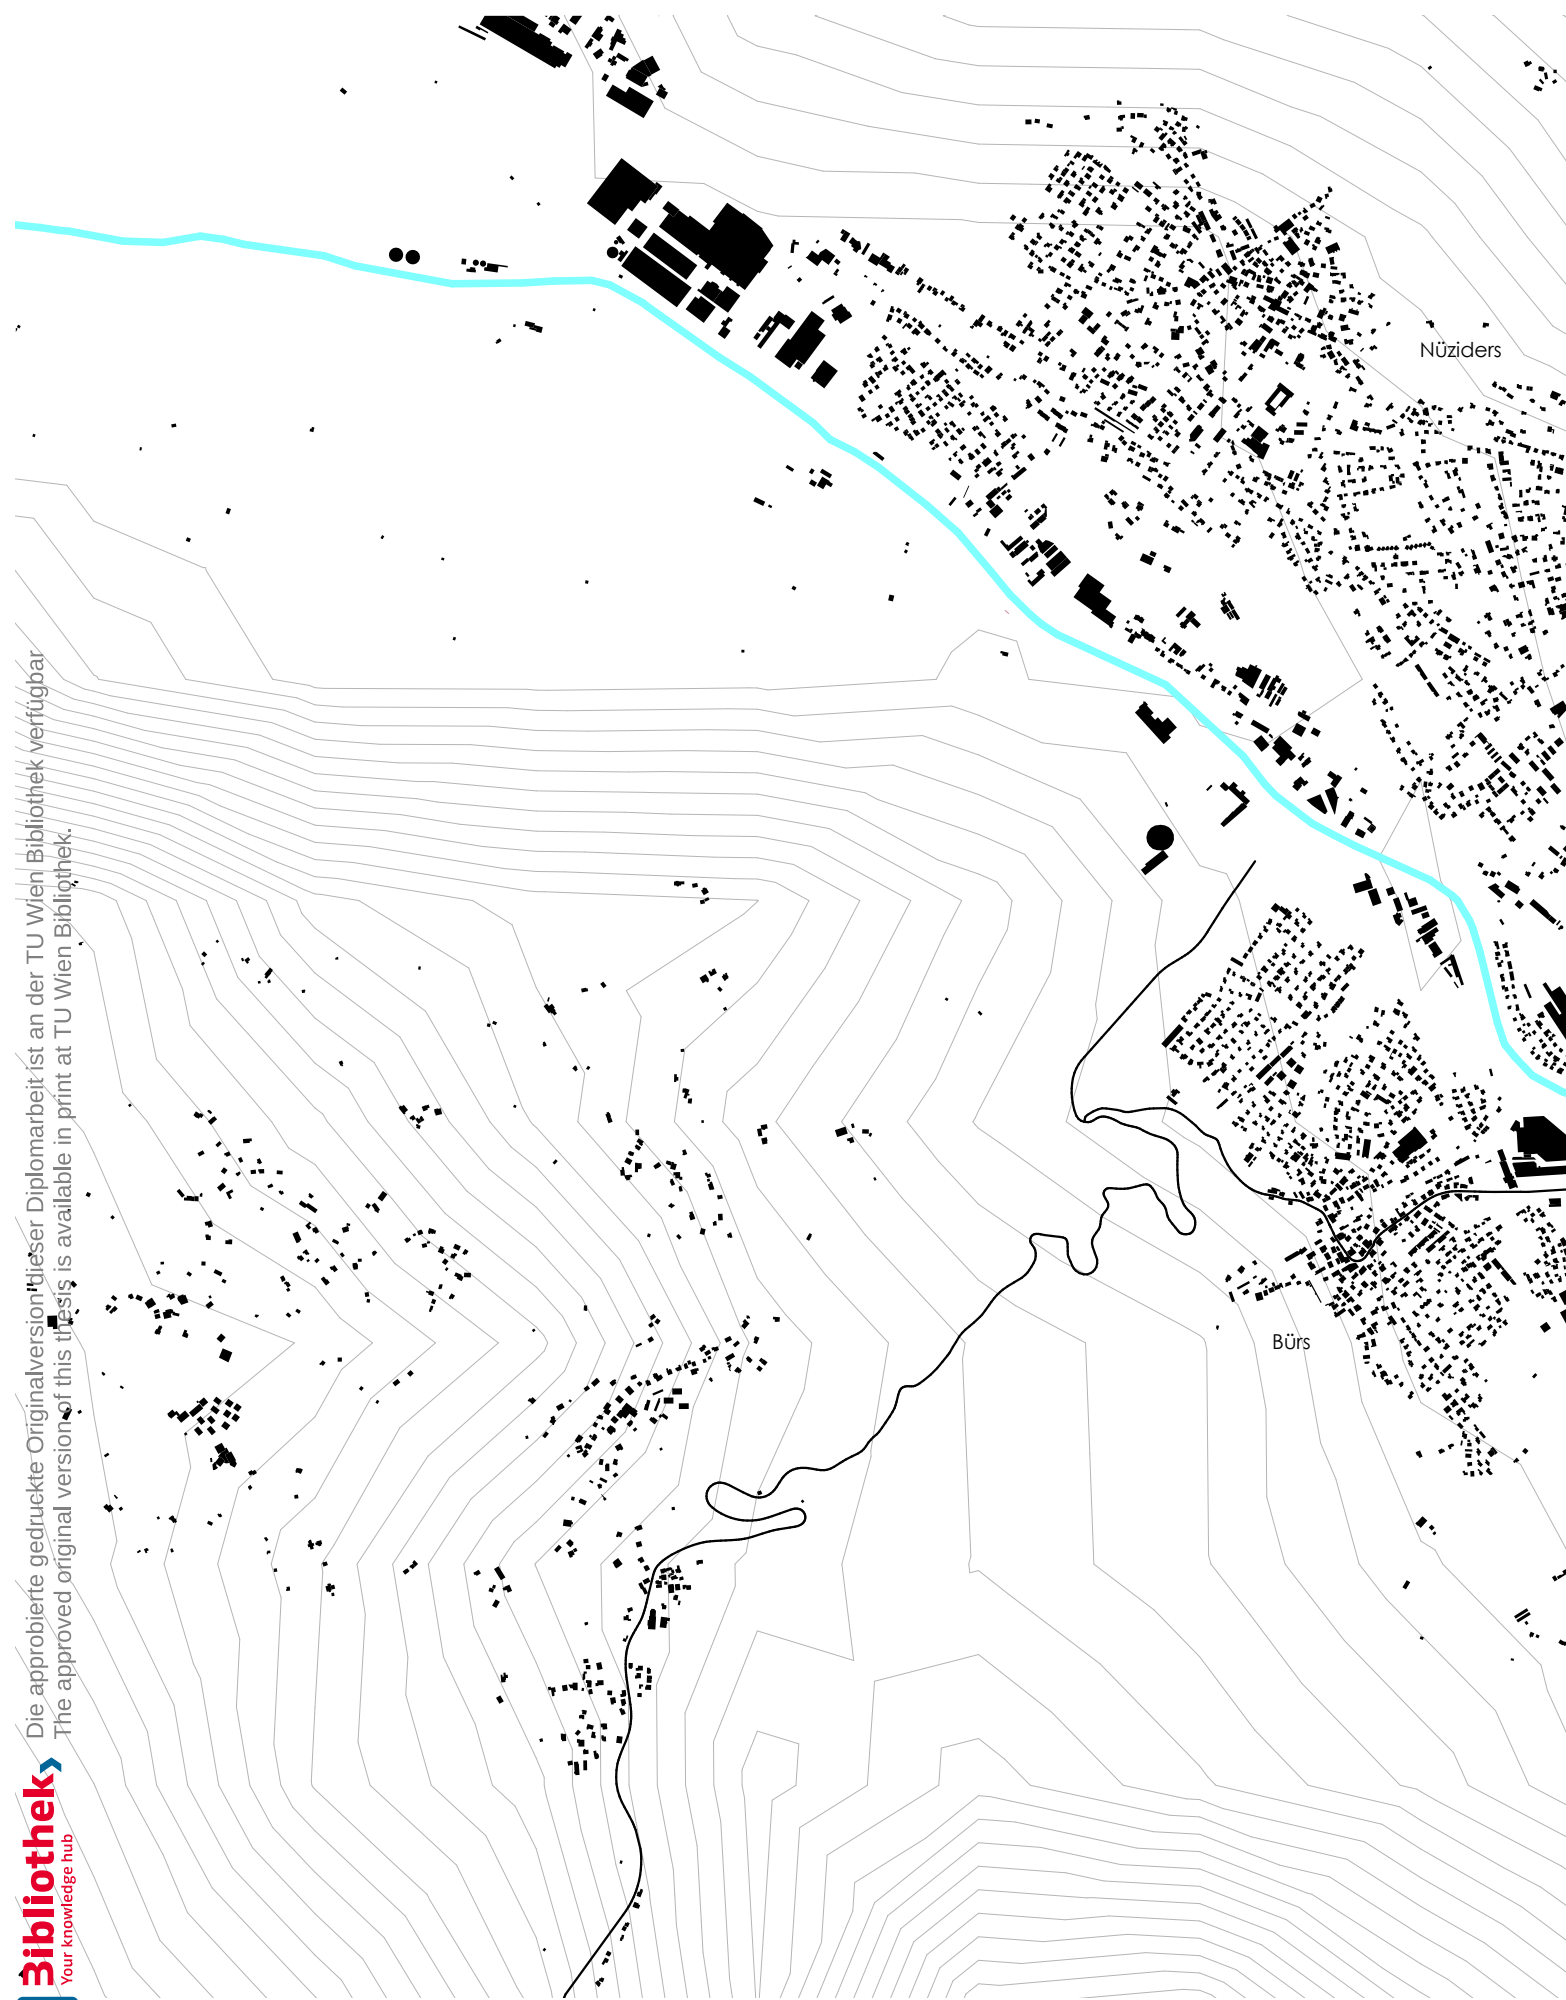 Nüziders
Bürs
Die approbierte gedruckte Originalversion dieser Diplomarbeit ist an der TU Wien Bibliothek verfügbar
The approved original version of this thesis is available in print at TU Wien Bibliothek.
Bibliothek
Your knowledge hub